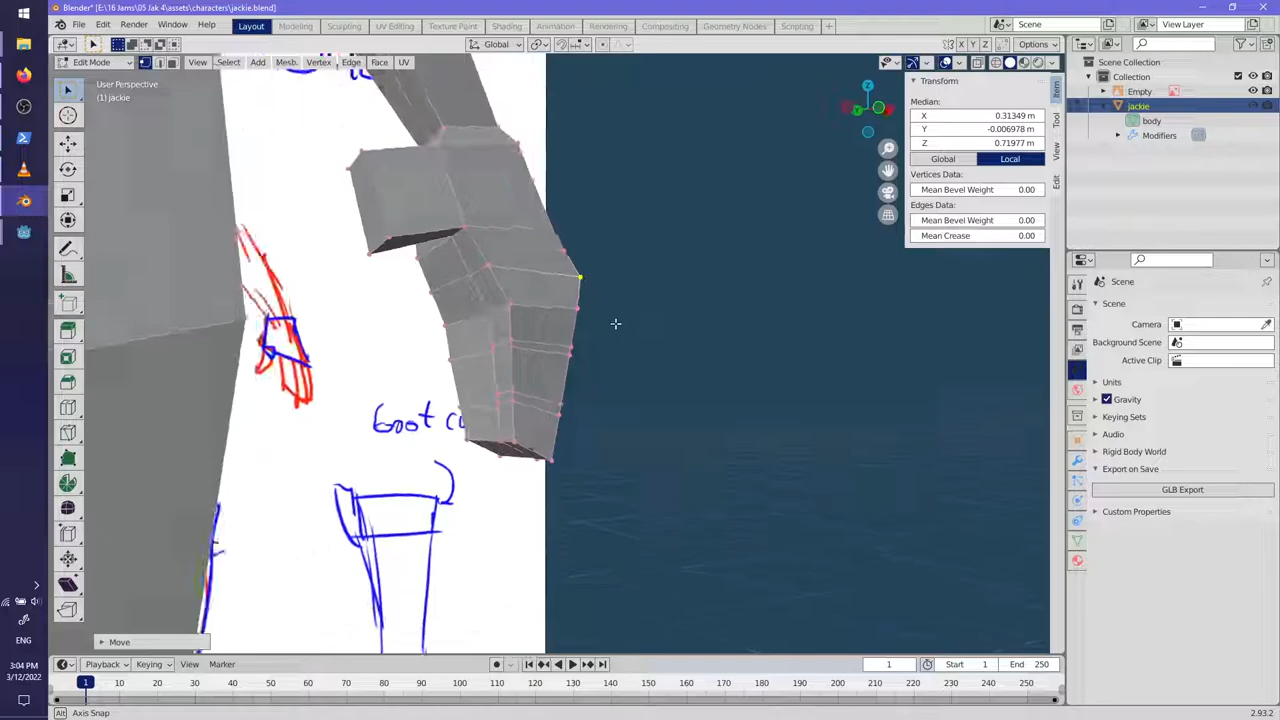 Blender* [E:\16 Jams\05 Jak 4\assets\characters\jackie.blend]
File Edit Render Window Help
Layout Modeling Sculpting UV Editing Texture Paint Shading Animation Rendering Compositing Geometry Nodes Scripting +
Scene
View Layer
Global
X Y Z
Options
Edit Mode
View Select Add Mesh Vertex Edge Face UV
User Perspective
(1) jackie
Transform
Median:
X 0.31349 m
Y -0.006978 m
Z 0.71977 m
Global Local
Vertices Data:
Mean Bevel Weight 0.00
Edges Data:
Mean Bevel Weight 0.00
Mean Crease 0.00
Item
Tool
View
Edit
Scene Collection
Collection
Empty
jackie
body
Modifiers
Scene
Scene
Camera
Background Scene
Active Clip
Units
Gravity
Keying Sets
Audio
Rigid Body World
Export on Save
GLB Export
Custom Properties
Move
Playback Keying View Marker
1
Start 1
End 250
1 10 20 30 40 50 60 70 80 90 100 110 120 130 140 150 160 170 180 190 200 210 220 230 240 250
Alt Axis Snap
2.93.2
ENG
3:04 PM
3/12/2022